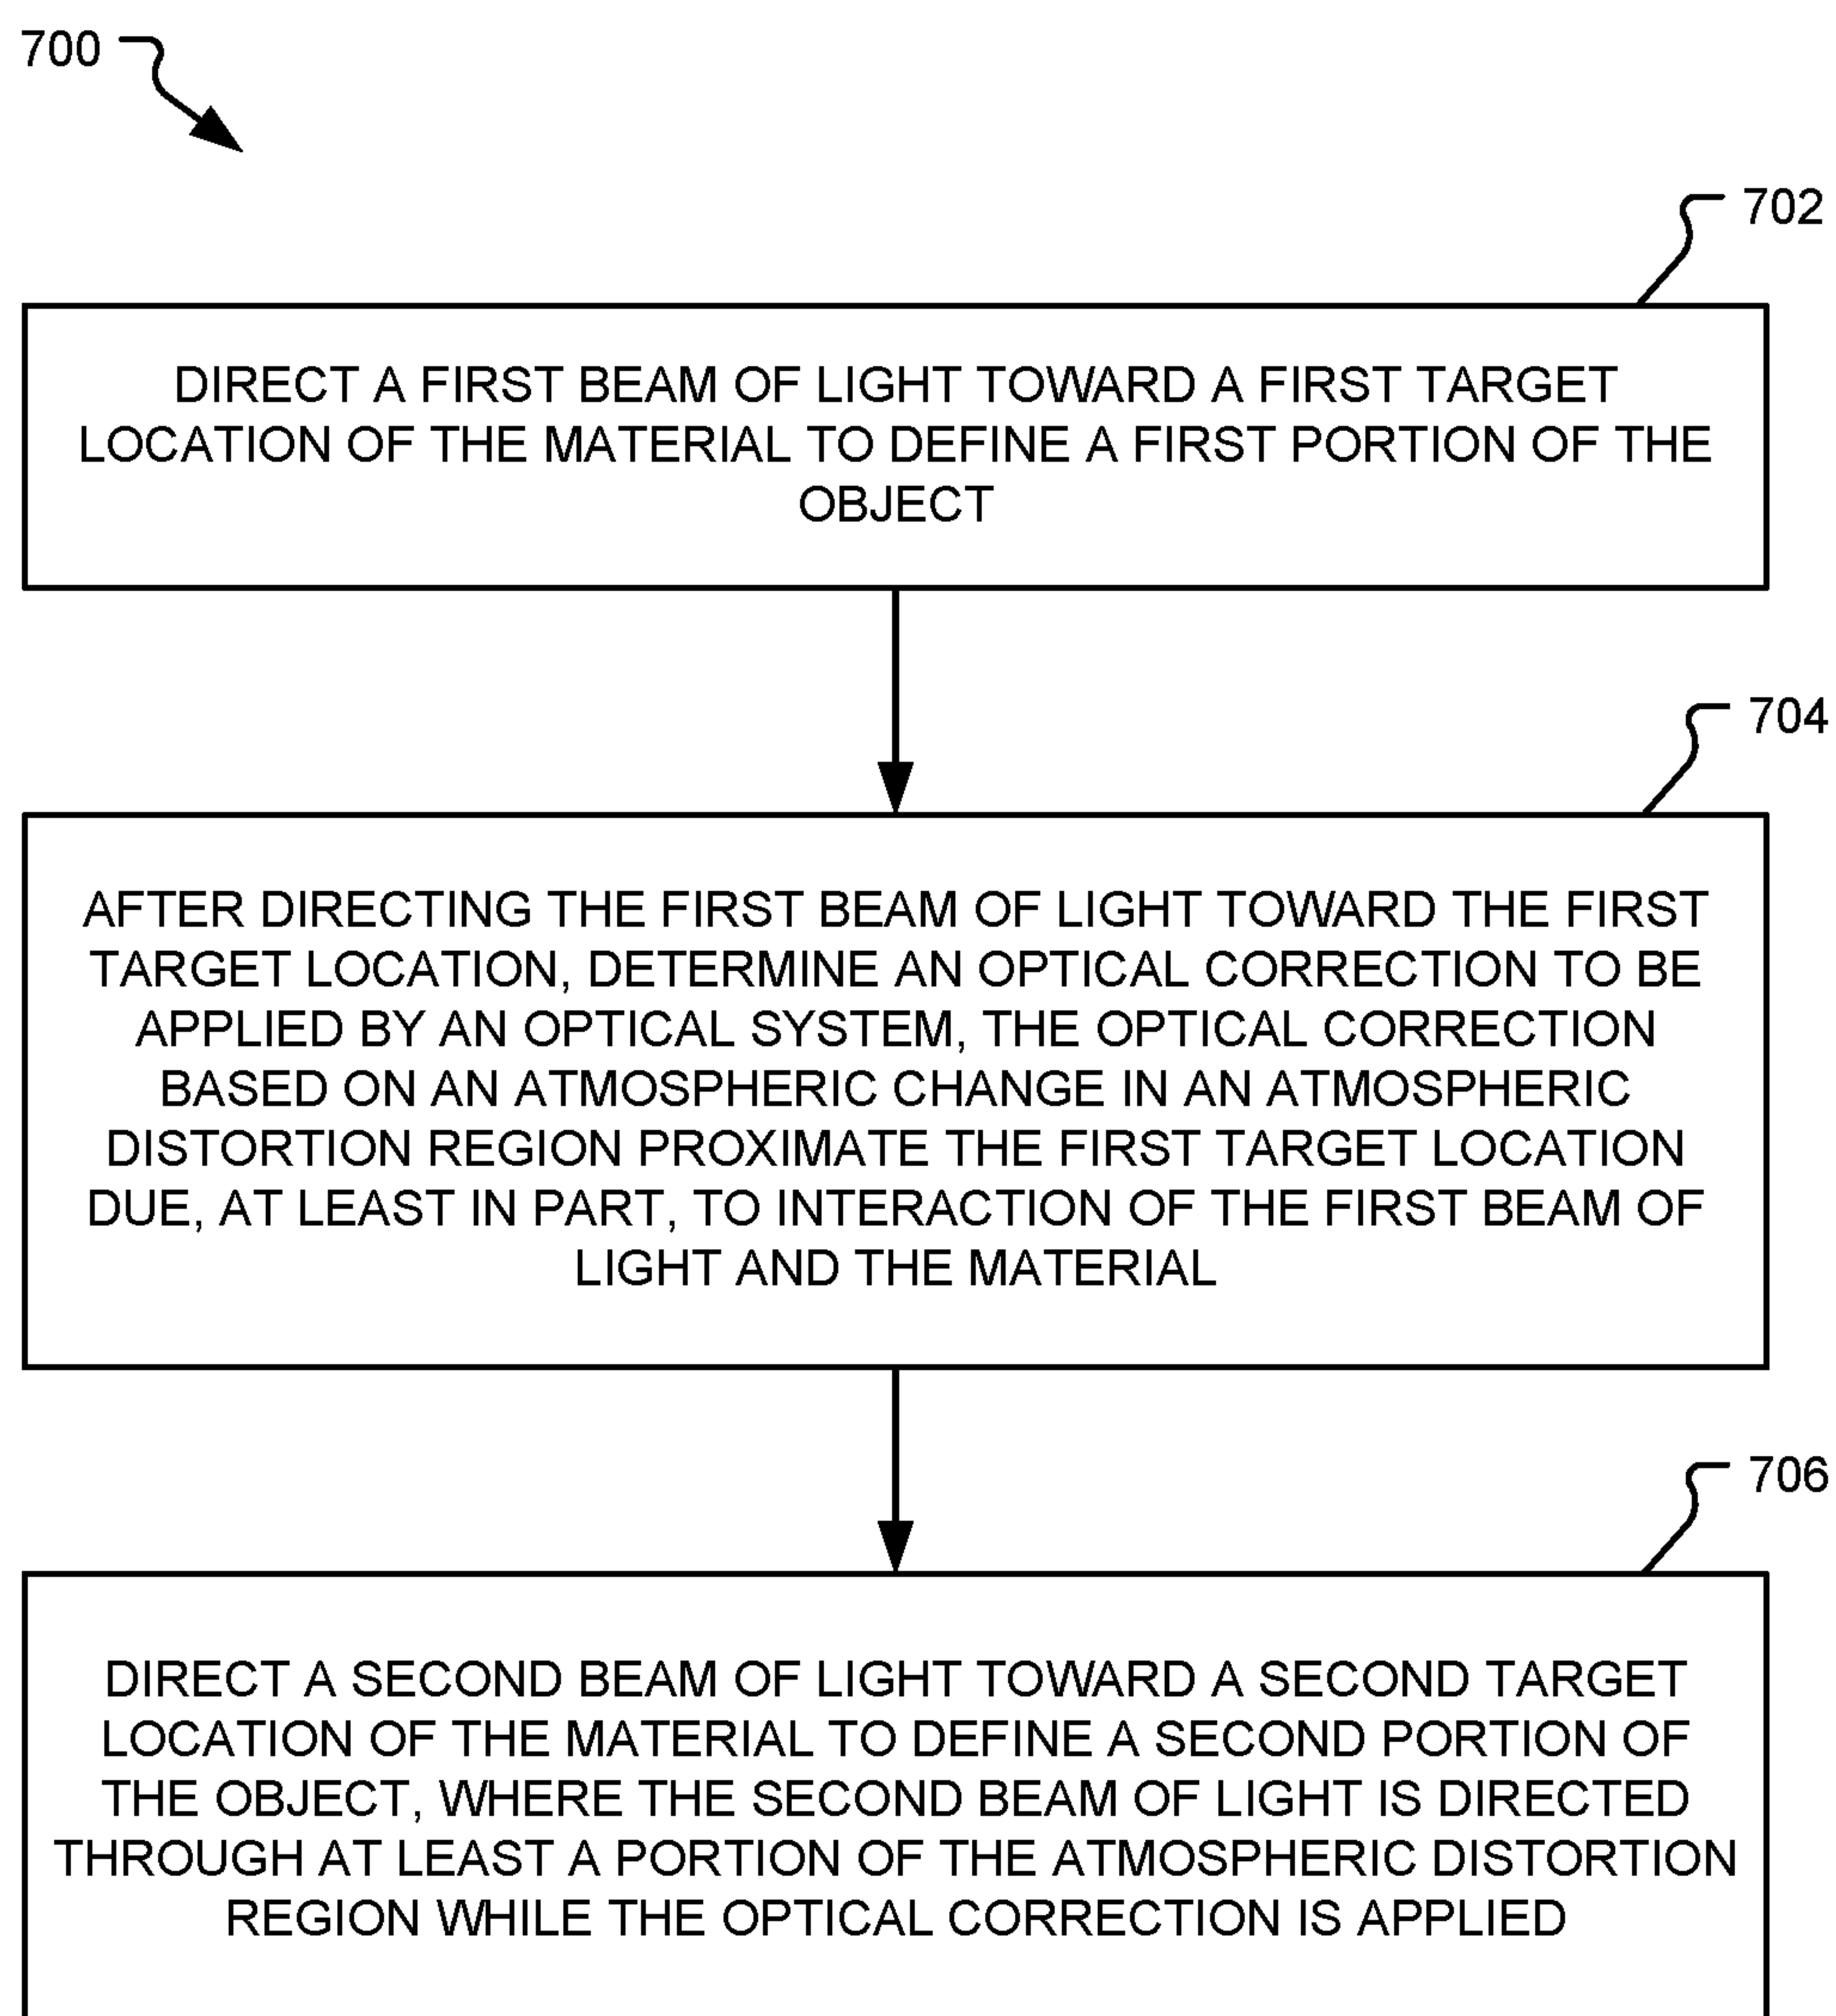 700
702
DIRECT A FIRST BEAM OF LIGHT TOWARD A FIRST TARGET
LOCATION OF THE MATERIAL TO DEFINE A FIRST PORTION OF THE
OBJECT
704
AFTER DIRECTING THE FIRST BEAM OF LIGHT TOWARD THE FIRST
TARGET LOCATION, DETERMINE AN OPTICAL CORRECTION TO BE
APPLIED BY AN OPTICAL SYSTEM, THE OPTICAL CORRECTION
BASED ON AN ATMOSPHERIC CHANGE IN AN ATMOSPHERIC
DISTORTION REGION PROXIMATE THE FIRST TARGET LOCATION
DUE, AT LEAST IN PART, TO INTERACTION OF THE FIRST BEAM OF
LIGHT AND THE MATERIAL
706
DIRECT A SECOND BEAM OF LIGHT TOWARD A SECOND TARGET
LOCATION OF THE MATERIAL TO DEFINE A SECOND PORTION OF
THE OBJECT, WHERE THE SECOND BEAM OF LIGHT IS DIRECTED
THROUGH AT LEAST A PORTION OF THE ATMOSPHERIC DISTORTION
REGION WHILE THE OPTICAL CORRECTION IS APPLIED